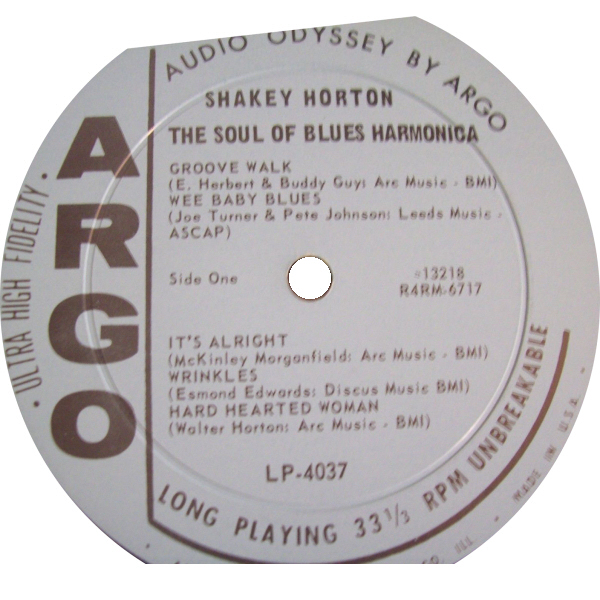 AUDIO ODYSSEY BY ARGO
SHAKEY HORTON
THE SOUL OF BLUES HARMONICA
ARGO
· ULTRA HIGH FIDELITY ·
GROOVE WALK
(E. Herbert & Buddy Guy: Arc Music - BMI)
WEE BABY BLUES
(Joe Turner & Pete Johnson: Leeds Music -
ASCAP)
Side One
13218
R4RM-6717
IT'S ALRIGHT
(McKinley Morganfield: Arc Music - BMI)
WRINKLES
(Esmond Edwards: Discus Music BMI)
HARD HEARTED WOMAN
(Walter Horton: Arc Music - BMI)
LP-4037
LONG PLAYING 33 1/3 RPM UNBREAKABLE
MADE IN U.S.A.